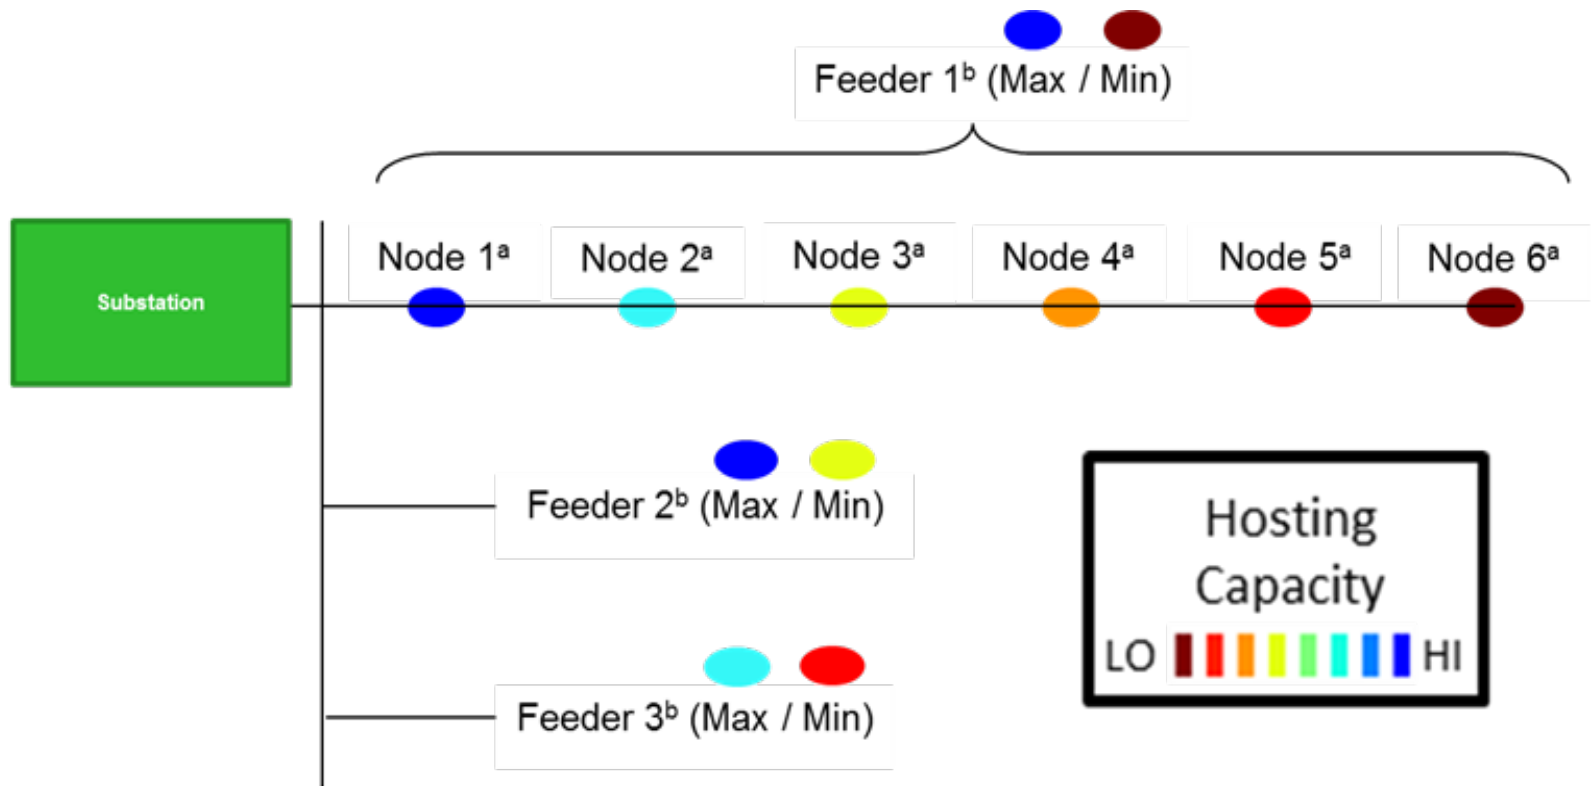 Feeder 1ᵇ (Max / Min)
Node 1ᵃ
Node 2ᵃ
Node 3ᵃ
Node 4ᵃ
Node 5ᵃ
Node 6ᵃ
Substation
Feeder 2ᵇ (Max / Min)
Hosting
Capacity
LO HI
Feeder 3ᵇ (Max / Min)